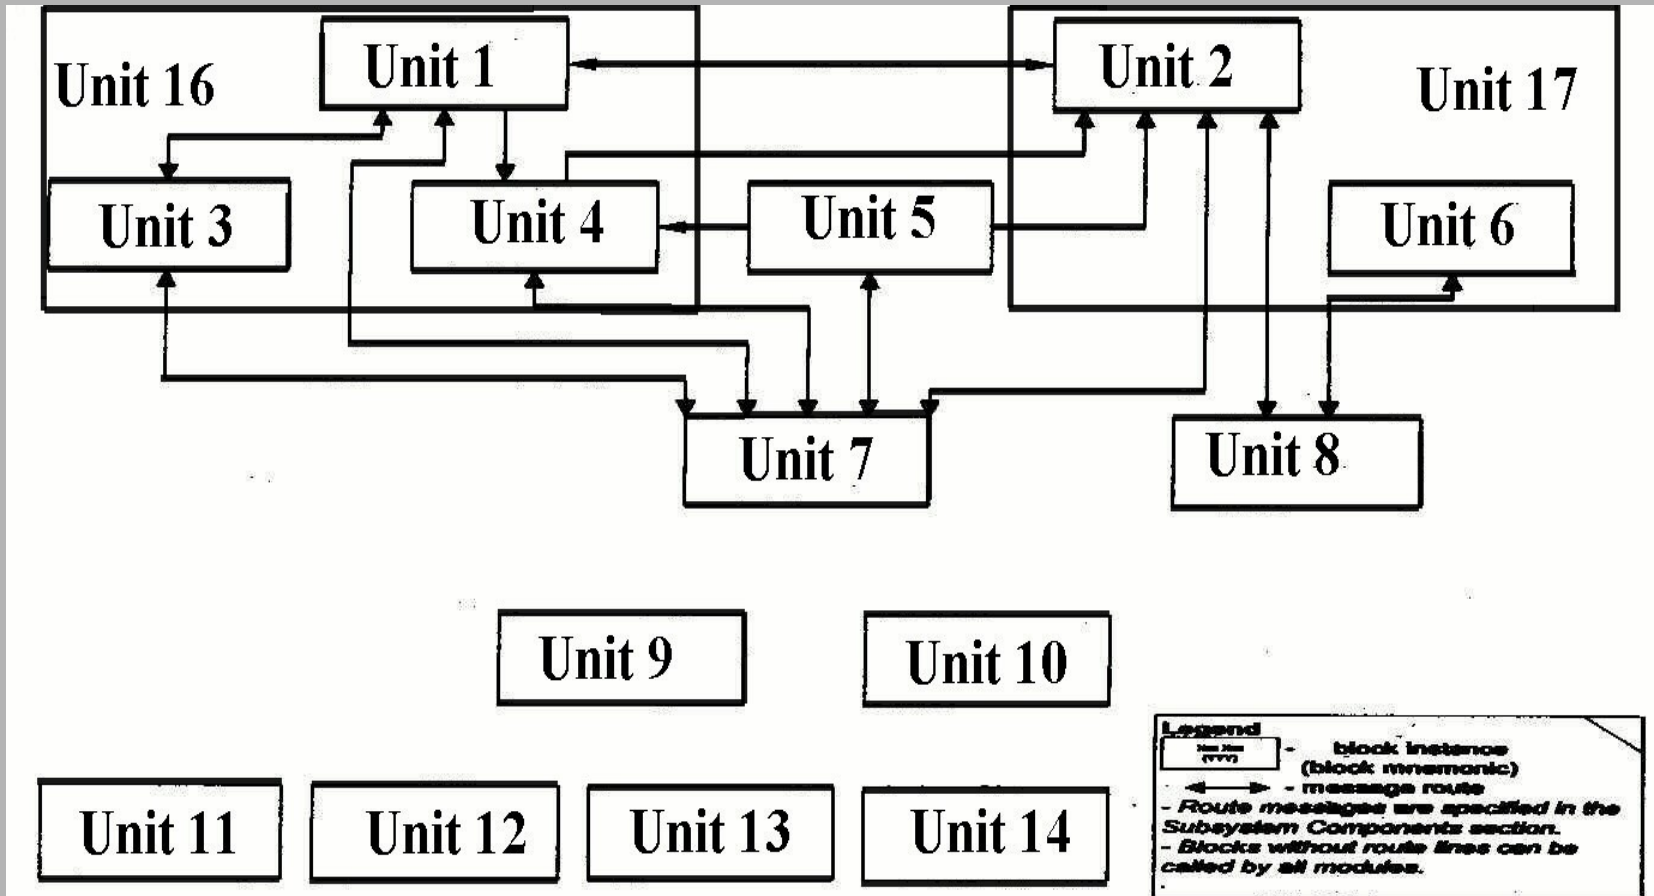 Unit 1
Unit 2
Unit 16
Unit 17
Unit 3
Unit 4
Unit 5
Unit 6
Unit 7
Unit 8
Unit 9
Unit 10
Unit 11
Unit 12
Unit 13
Unit 14
Legend
- block instance
(block mnemonic)
- message route
- Route messages are specified in the
Subsystem Components section.
- Blocks without route lines can be
called by all modules.